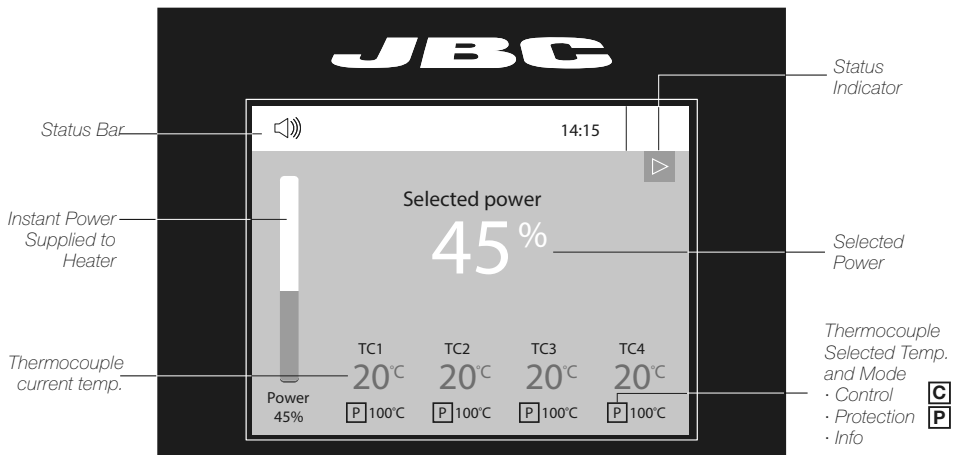 JBC
Status
Indicator
Status Bar
14:15
Instant Power
Supplied to
Heater
Selected power
45%
Selected
Power
Thermocouple
current temp.
TC1 TC2 TC3 TC4
20°C 20°C 20°C 20°C
P 100°C P 100°C P 100°C P 100°C
Power
45%
Thermocouple
Selected Temp.
and Mode
· Control C
· Protection P
· Info